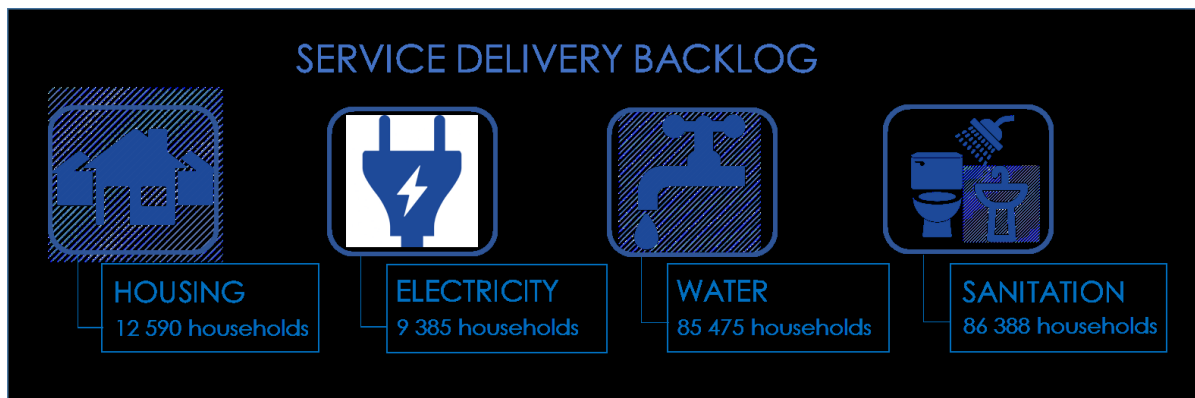 SERVICE DELIVERY BACKLOG
HOUSING
12 590 households
ELECTRICITY
9 385 households
WATER
85 475 households
SANITATION
86 388 households